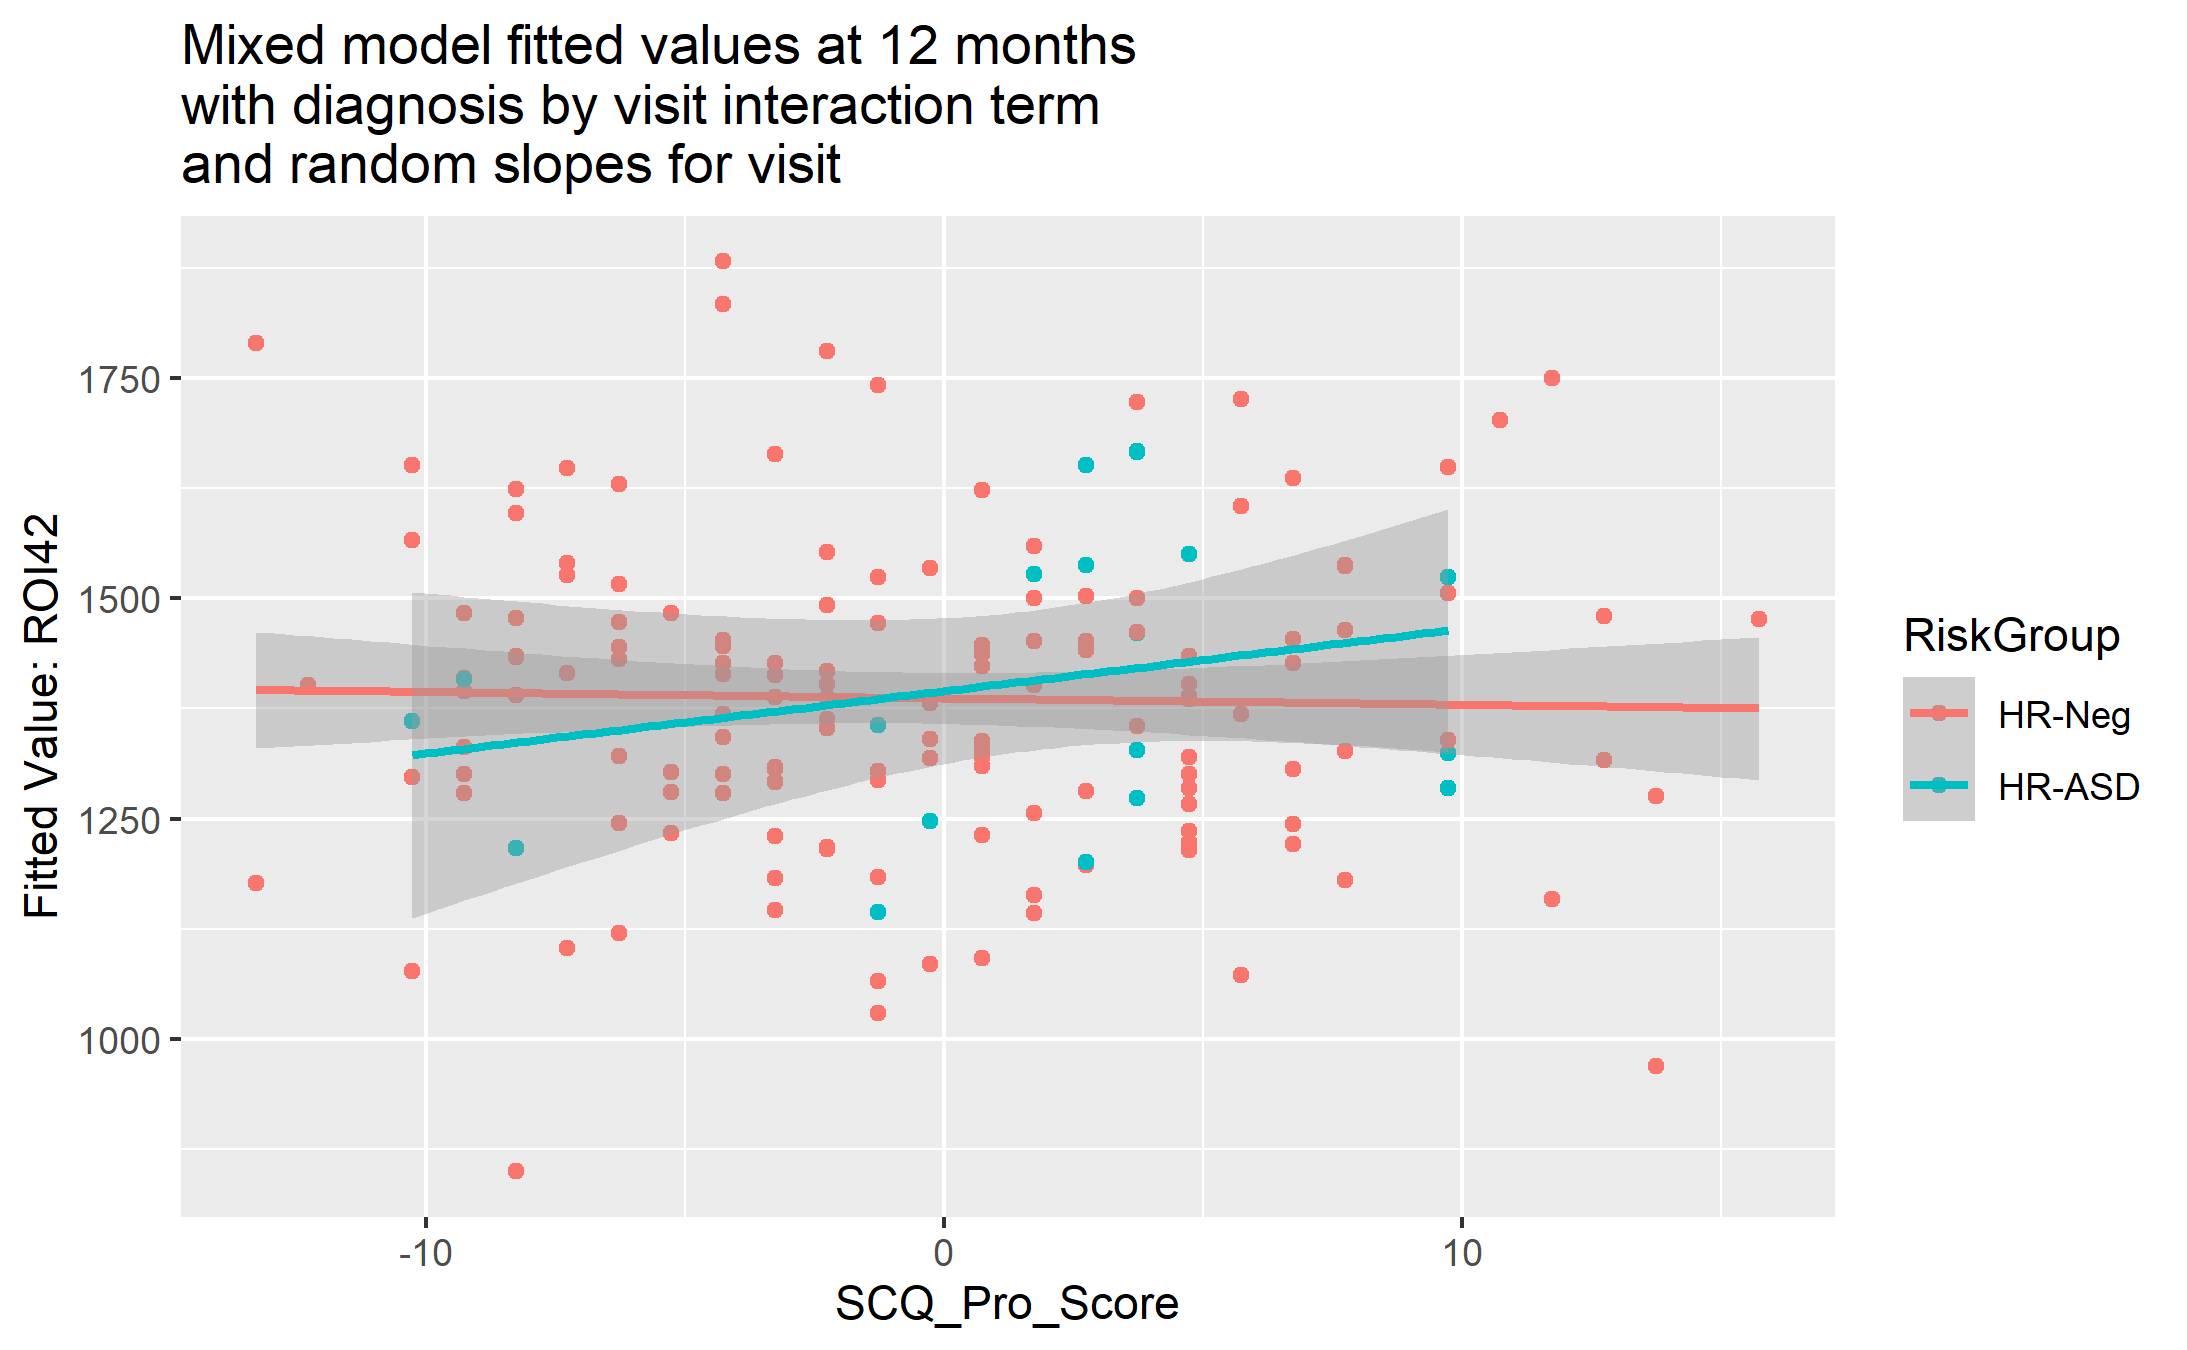 Mixed model fitted values at 12 months
with diagnosis by visit interaction term
and random slopes for visit
Fitted Value: ROI42
1750
1500
1250
1000
-10
0
10
SCQ_Pro_Score
RiskGroup
HR-Neg
HR-ASD